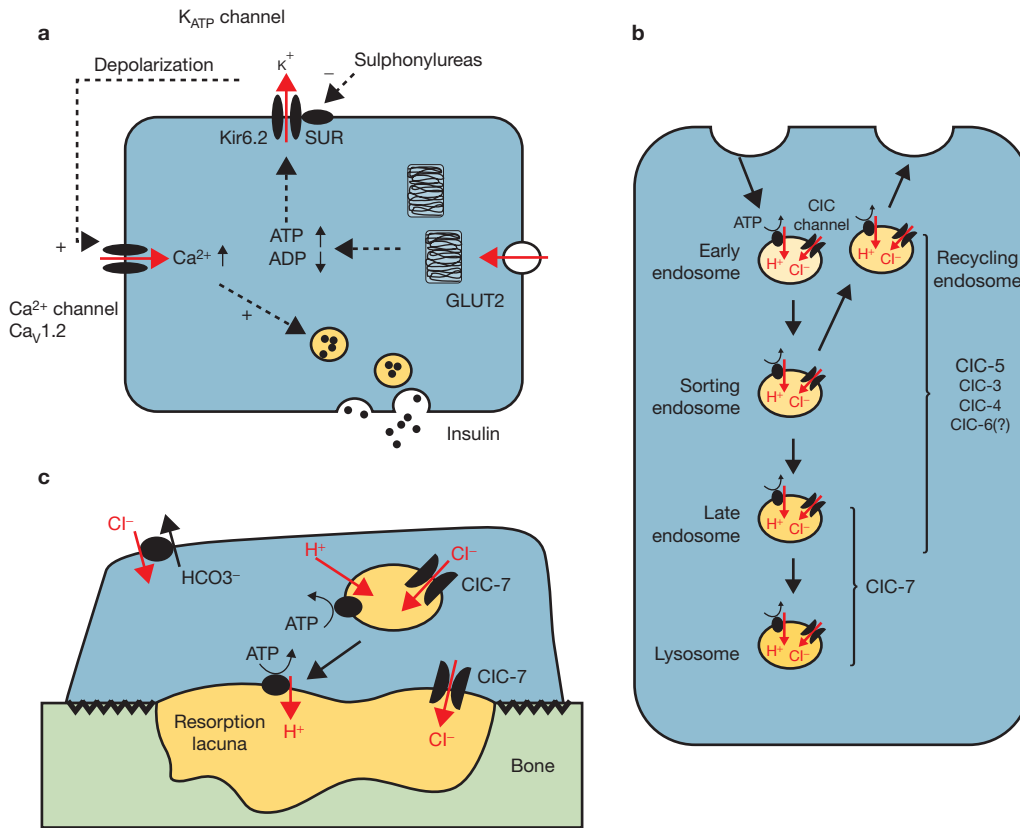 K_ATP channel
a
Depolarization
K⁺
−
Sulphonylureas
Kir6.2
SUR
+
Ca²⁺
ATP
ADP
GLUT2
Ca²⁺ channel
Ca_V1.2
+
Insulin
b
ATP
ClC
channel
Early
endosome
H⁺ Cl⁻
H⁺ Cl⁻
Recycling
endosome
Sorting
endosome
H⁺ Cl⁻
ClC-5
ClC-3
ClC-4
ClC-6(?)
Late
endosome
H⁺ Cl⁻
ClC-7
Lysosome
H⁺ Cl⁻
c
Cl⁻
HCO3⁻
H⁺
Cl⁻
ClC-7
ATP
ATP
ClC-7
Resorption
lacuna
H⁺
Cl⁻
Bone